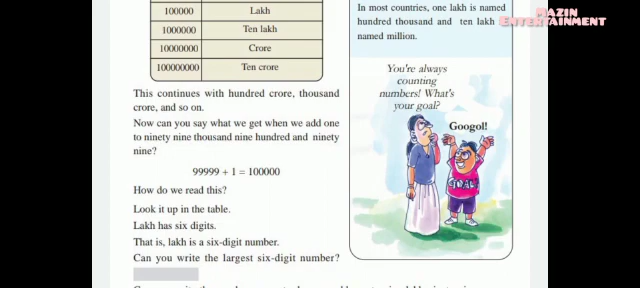 100000 Lakh
1000000 Ten lakh
10000000 Crore
100000000 Ten crore
This continues with hundred crore, thousand
crore, and so on.
Now can you say what we get when we add one
to ninety nine thousand nine hundred and ninety
nine?
99999 + 1 = 100000
How do we read this?
Look it up in the table.
Lakh has six digits.
That is, lakh is a six-digit number.
Can you write the largest six-digit number?
In most countries, one lakh is named
hundred thousand and ten lakh
named million.
MAZIN
ENTERTAINMENT
You're always
counting
numbers! What's
your goal?
Googol!
GOAL